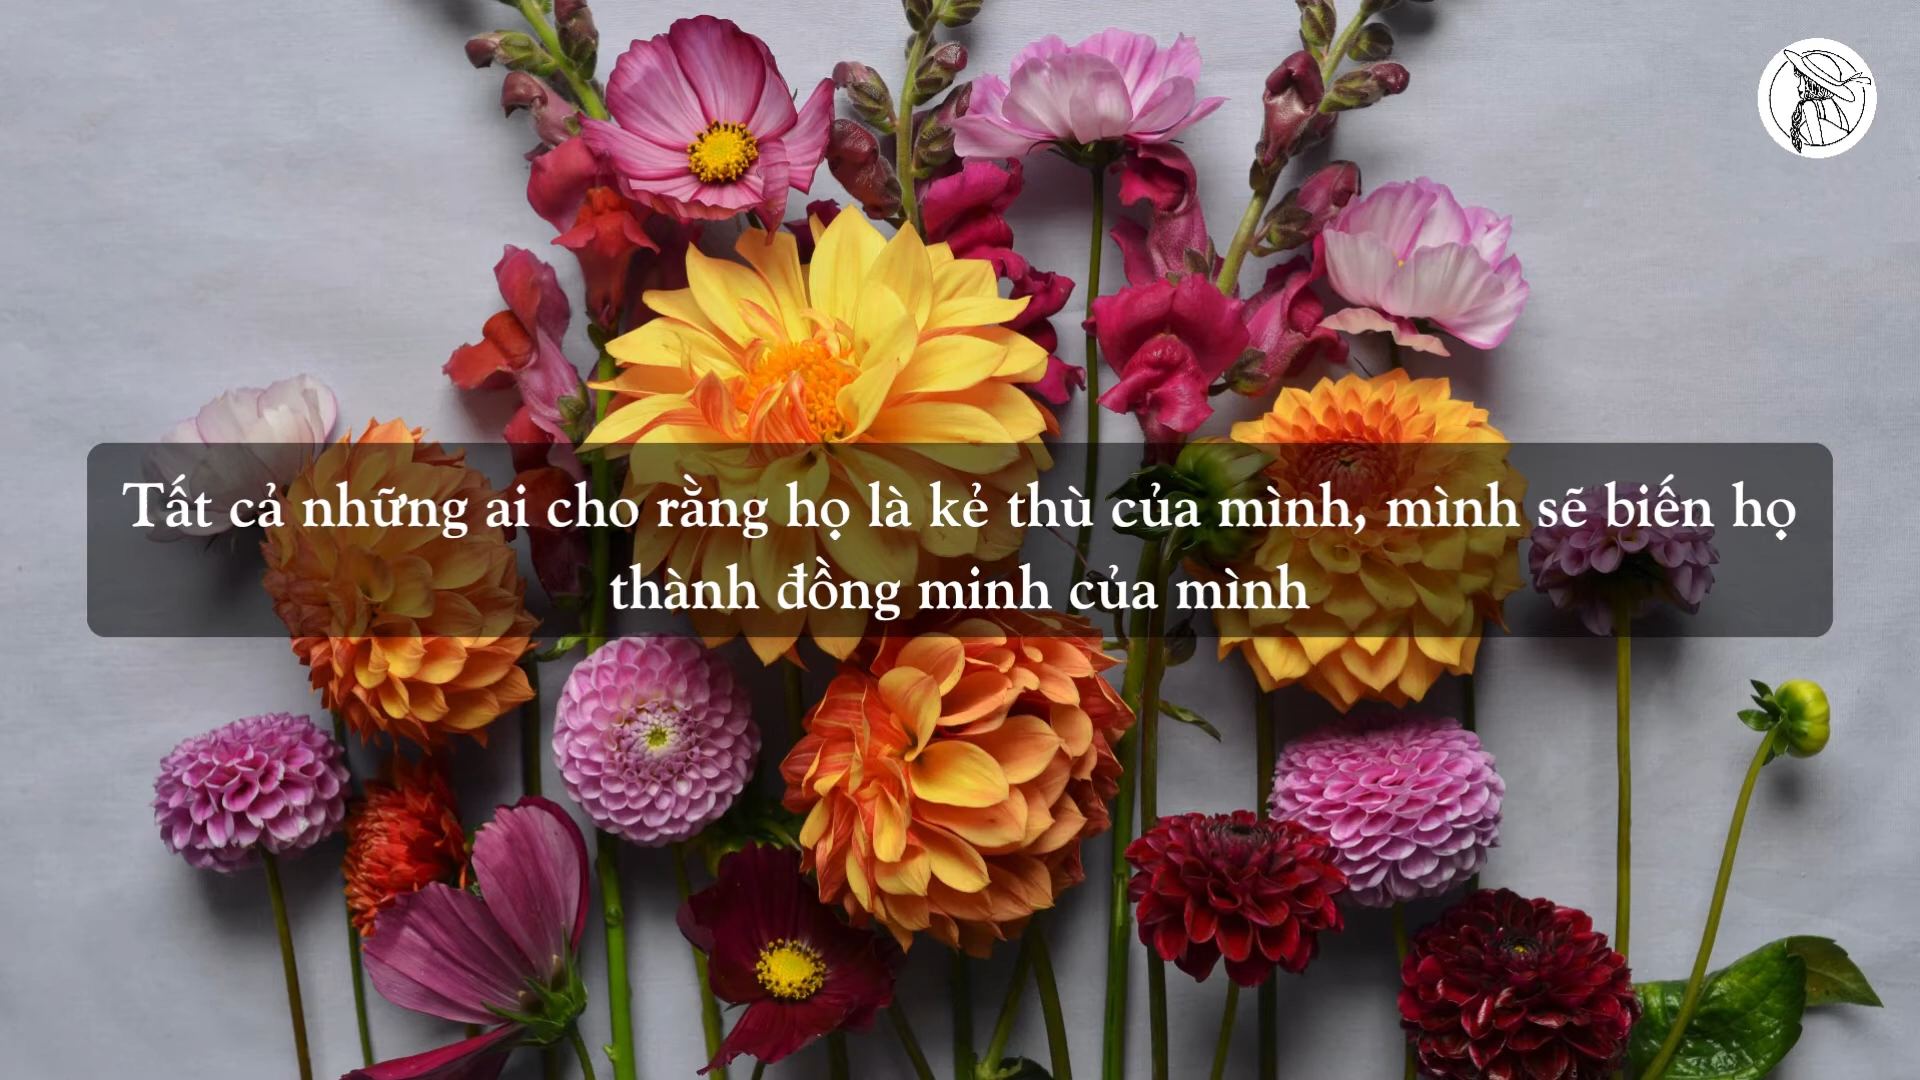 Tất cả những ai cho rằng họ là kẻ thù của mình, mình sẽ biến họ
thành đồng minh của mình